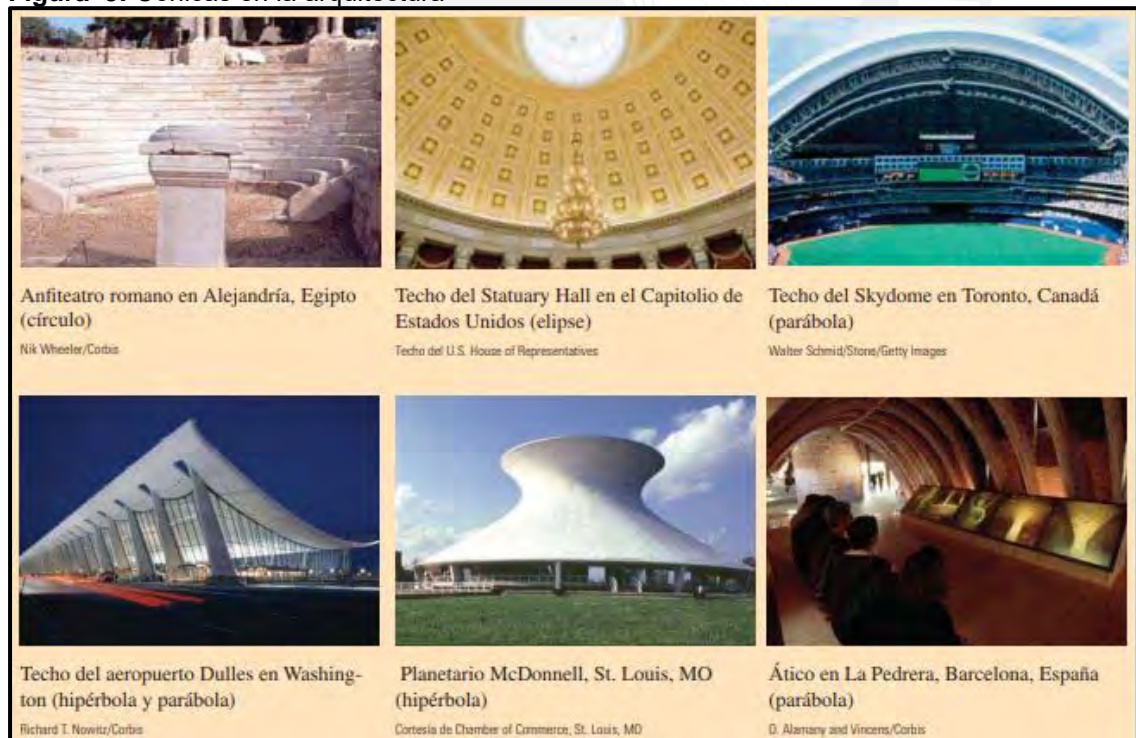 Anfiteatro romano en Alejandría, Egipto
(círculo)
Nik Wheeler/Corbis
Techo del Statuary Hall en el Capitolio de
Estados Unidos (elipse)
Techo del U.S. House of Representatives
Techo del Skydome en Toronto, Canadá
(parábola)
Walter Schmid/Stone/Getty Images
Techo del aeropuerto Dulles en Washing-
ton (hipérbola y parábola)
Richard T. Nowitz/Corbis
Planetario McDonnell, St. Louis, MO
(hipérbola)
Cortesía de Chamber of Commerce, St. Louis, MO
Ático en La Pedrera, Barcelona, España
(parábola)
O. Alamany and Vincens/Corbis